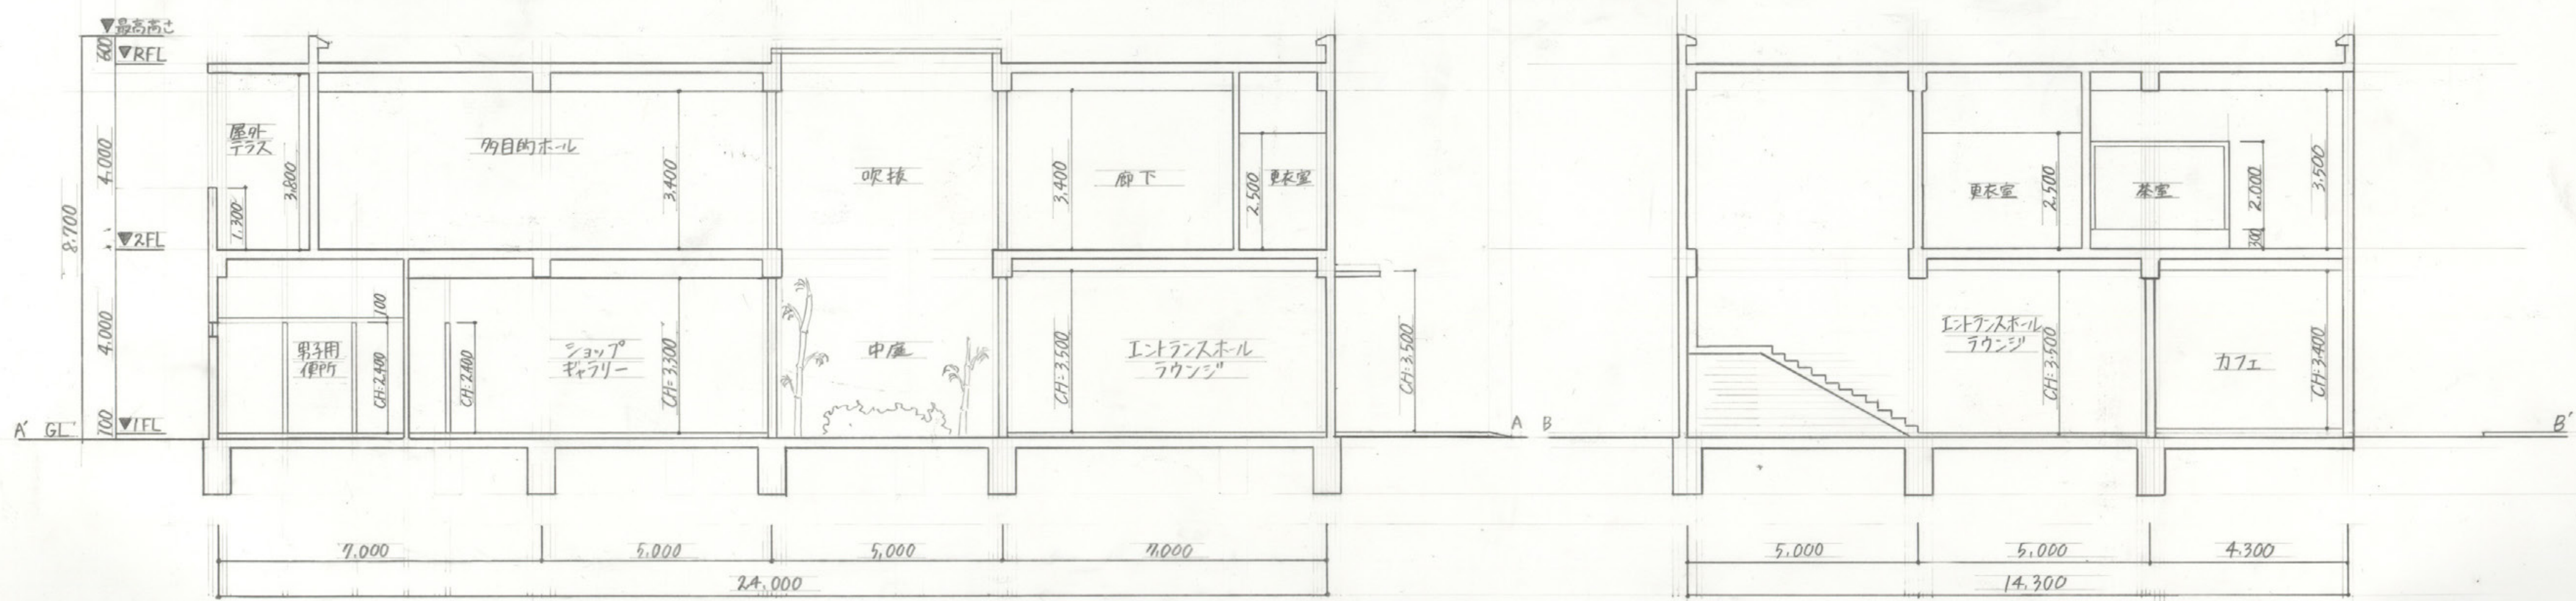 ▼最高高さ
600
▼RFL
4.000
8.700
▼2FL
4.000
100
▼1FL
A' GL
屋外
テラス
3.800
1.300
多目的ホール
3.400
吹抜
3.400
廊下
2.500
更衣室
100
男子用
便所
CH:2.400
CH:2.400
ショップ
ギャラリー
CH=3.300
中庭
CH=3.500
エントランスホール
ラウンジ
CH:3.500
A
7.000
5.000
5.000
7.000
24.000
B
更衣室
2.500
茶室
2.000
300
3.500
エントランスホール
ラウンジ
CH:3.500
カフェ
CH:3.400
B'
5.000
5.000
4.300
14.300